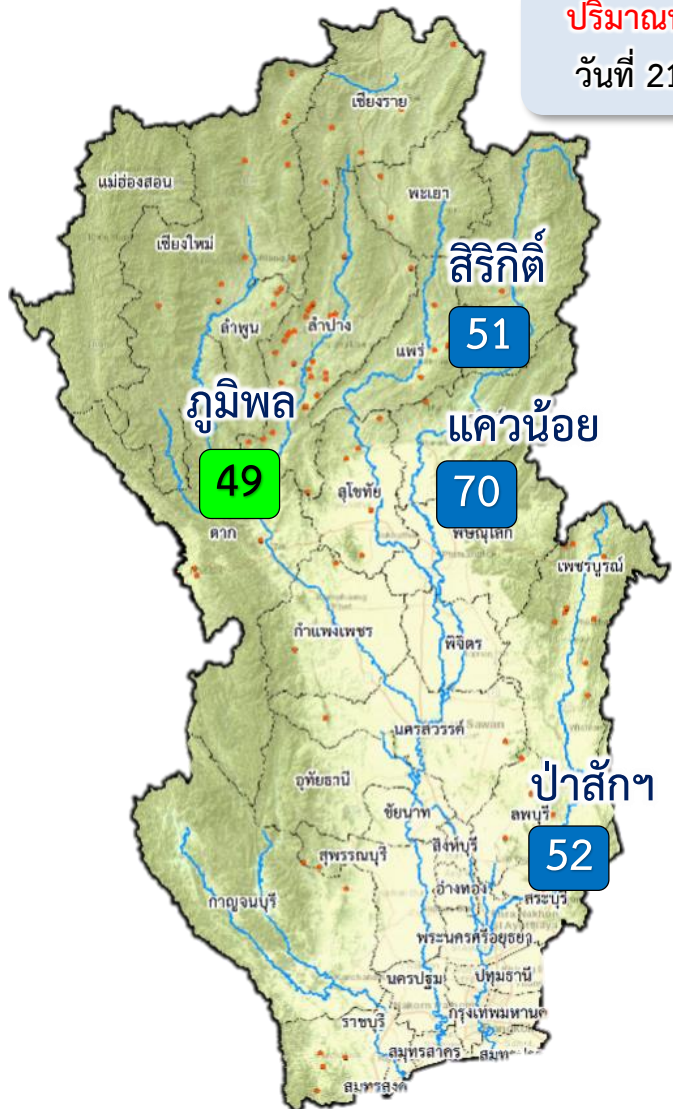 ปริมาณ
วันที่ 21
เชียงราย
แม่ฮ่องสอน
พะเยา
เชียงใหม่
สิริกิติ์
51
ลำพูน
ลำปาง
แพร่
ภูมิพล
49
แควน้อย
70
สุโขทัย
ตาก
พิษณุโลก
เพชรบูรณ์
กำแพงเพชร
พิจิตร
นครสวรรค์
Sawan
อุทัยธานี
ป่าสักฯ
52
ชัยนาท
ลพบุรี
สิงห์บุรี
สุพรรณบุรี
อ่างทอง
สระบุรี
กาญจนบุรี
พระนครศรีอยุธยา
นครปฐม
ปทุมธานี
ราชบุรี
กรุงเทพมหานค
สมุทรสาคร
สมุทรสงค